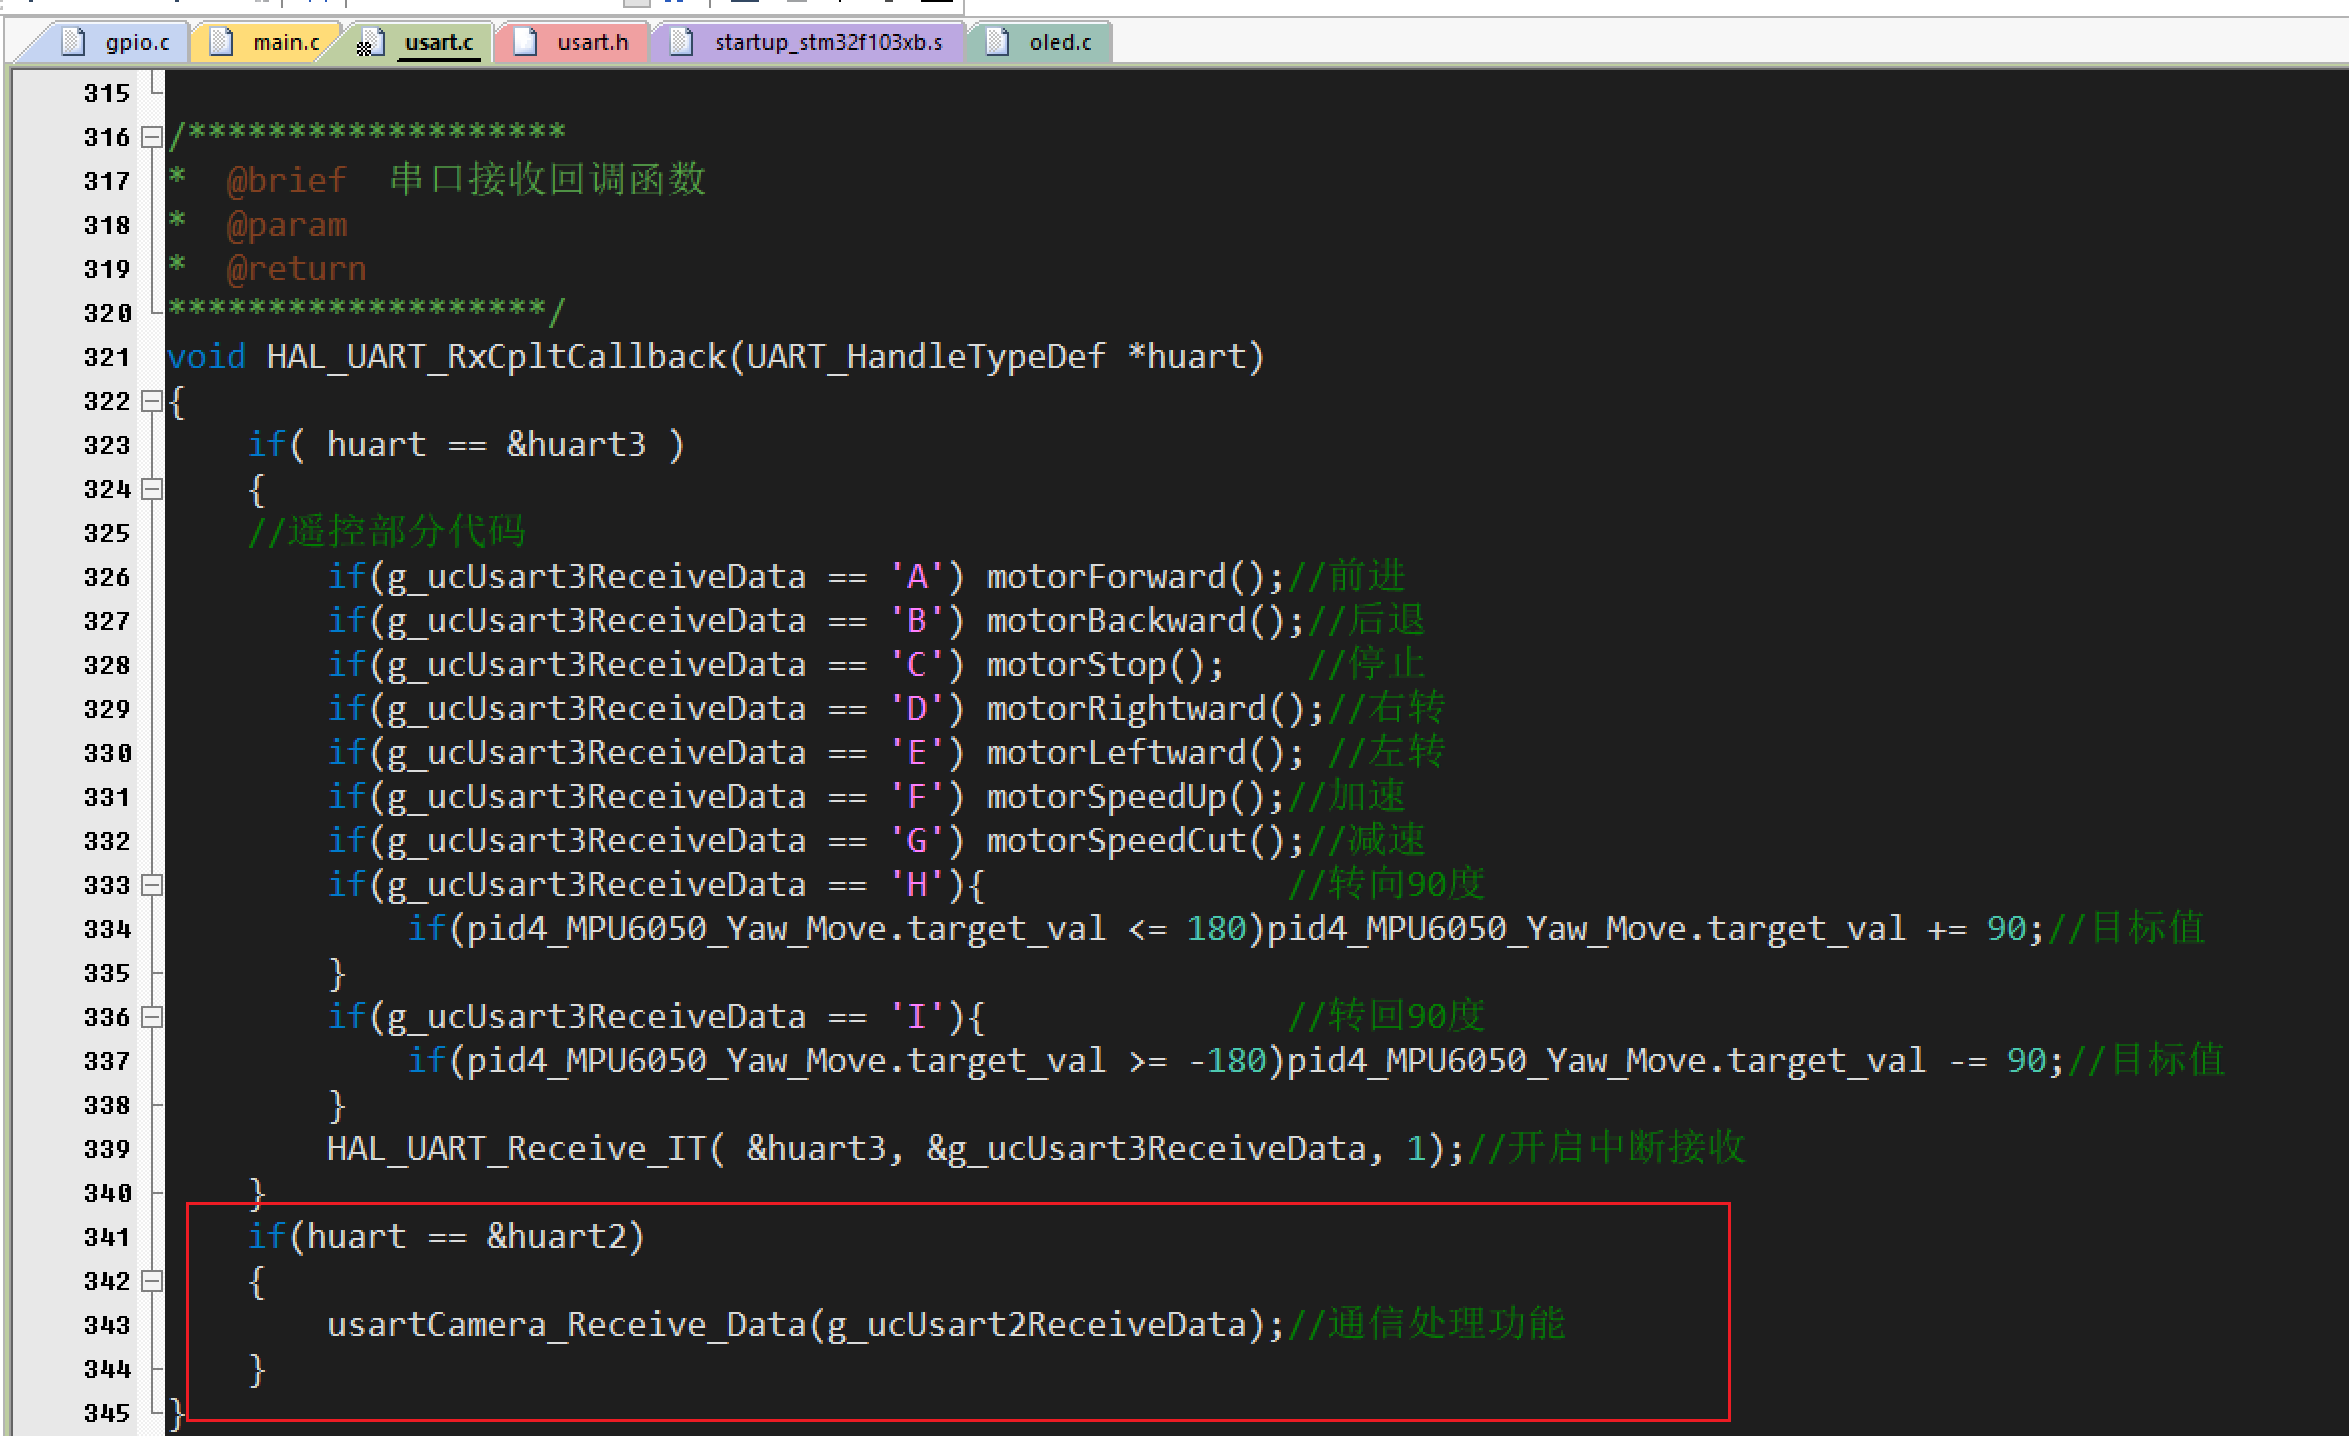 gpio.c main.c usart.c usart.h startup_stm32f103xb.s oled.c
315
316 /*******************
317 *  @brief  串口接收回调函数
318 *  @param
319 *  @return
320 *******************/
321 void HAL_UART_RxCpltCallback(UART_HandleTypeDef *huart)
322 {
323     if( huart == &huart3 )
324     {
325     //遥控部分代码
326         if(g_ucUsart3ReceiveData == 'A') motorForward();//前进
327         if(g_ucUsart3ReceiveData == 'B') motorBackward();//后退
328         if(g_ucUsart3ReceiveData == 'C') motorStop();    //停止
329         if(g_ucUsart3ReceiveData == 'D') motorRightward();//右转
330         if(g_ucUsart3ReceiveData == 'E') motorLeftward(); //左转
331         if(g_ucUsart3ReceiveData == 'F') motorSpeedUp();//加速
332         if(g_ucUsart3ReceiveData == 'G') motorSpeedCut();//减速
333         if(g_ucUsart3ReceiveData == 'H'){               //转向90度
334             if(pid4_MPU6050_Yaw_Move.target_val <= 180)pid4_MPU6050_Yaw_Move.target_val += 90;//目标值
335         }
336         if(g_ucUsart3ReceiveData == 'I'){               //转回90度
337             if(pid4_MPU6050_Yaw_Move.target_val >= -180)pid4_MPU6050_Yaw_Move.target_val -= 90;//目标值
338         }
339         HAL_UART_Receive_IT( &huart3, &g_ucUsart3ReceiveData, 1);//开启中断接收
340     }
341     if(huart == &huart2)
342     {
343         usartCamera_Receive_Data(g_ucUsart2ReceiveData);//通信处理功能
344     }
345 }